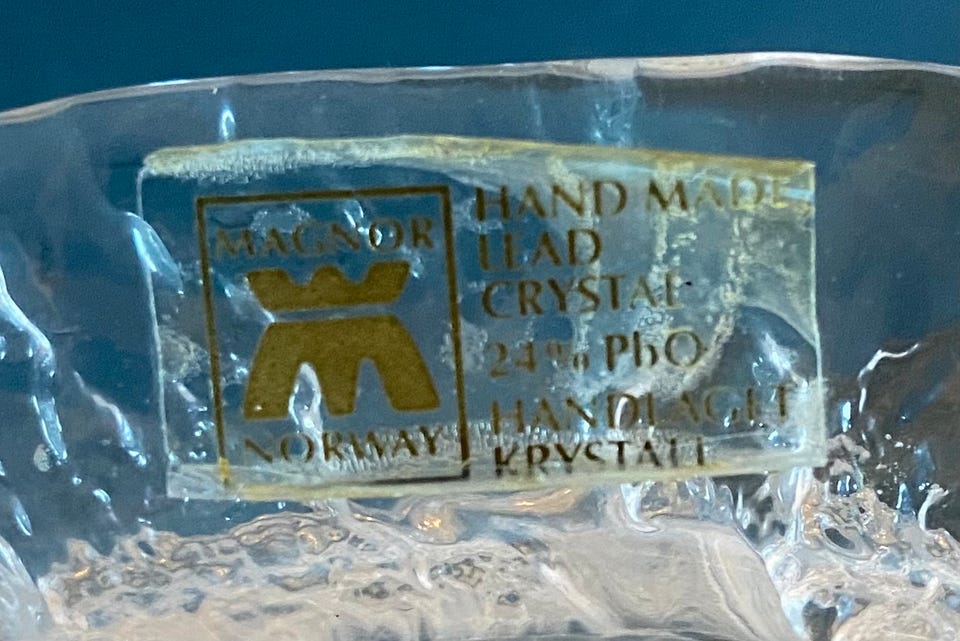 MAGNOR
NORWAY
HAND MADE
LEAD
CRYSTAL
24% PbO
HANDLAGET
KRYSTALL